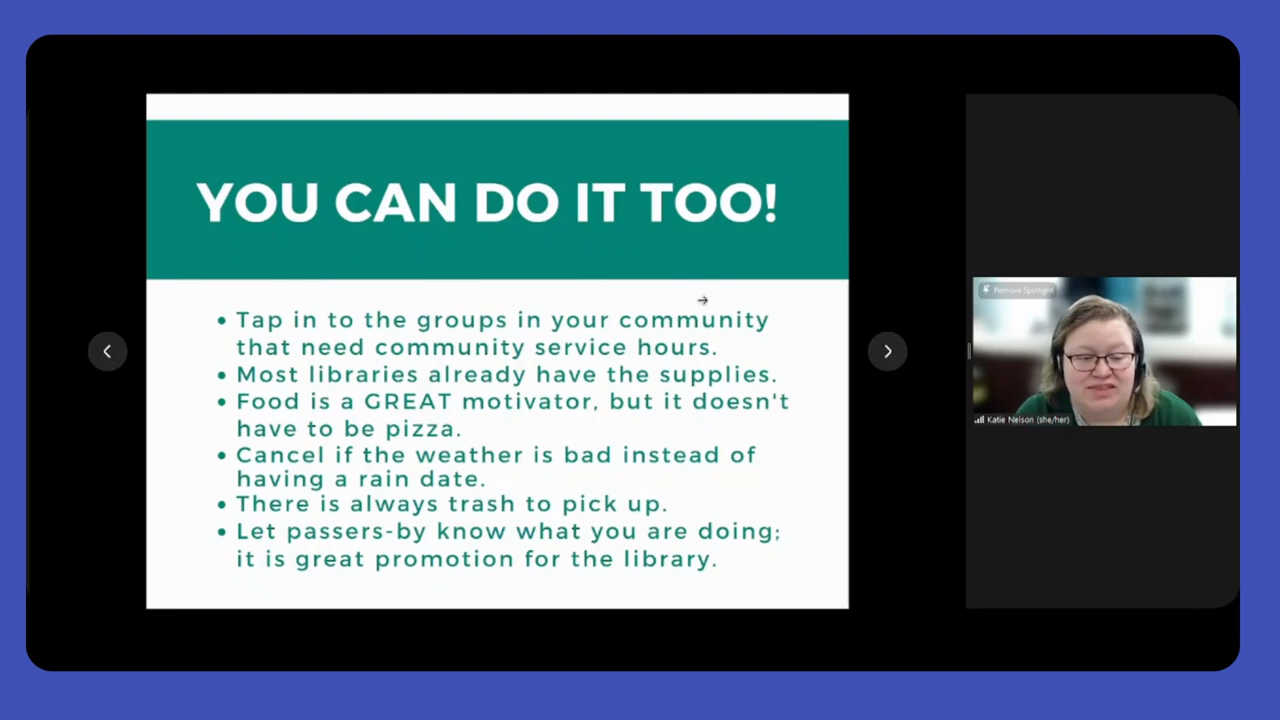 YOU CAN DO IT TOO!
• Tap in to the groups in your community
that need community service hours.
• Most libraries already have the supplies.
• Food is a GREAT motivator, but it doesn't
have to be pizza.
• Cancel if the weather is bad instead of
having a rain date.
• There is always trash to pick up.
• Let passers-by know what you are doing;
it is great promotion for the library.
Remove Spotlight
Katie Nelson (she/her)